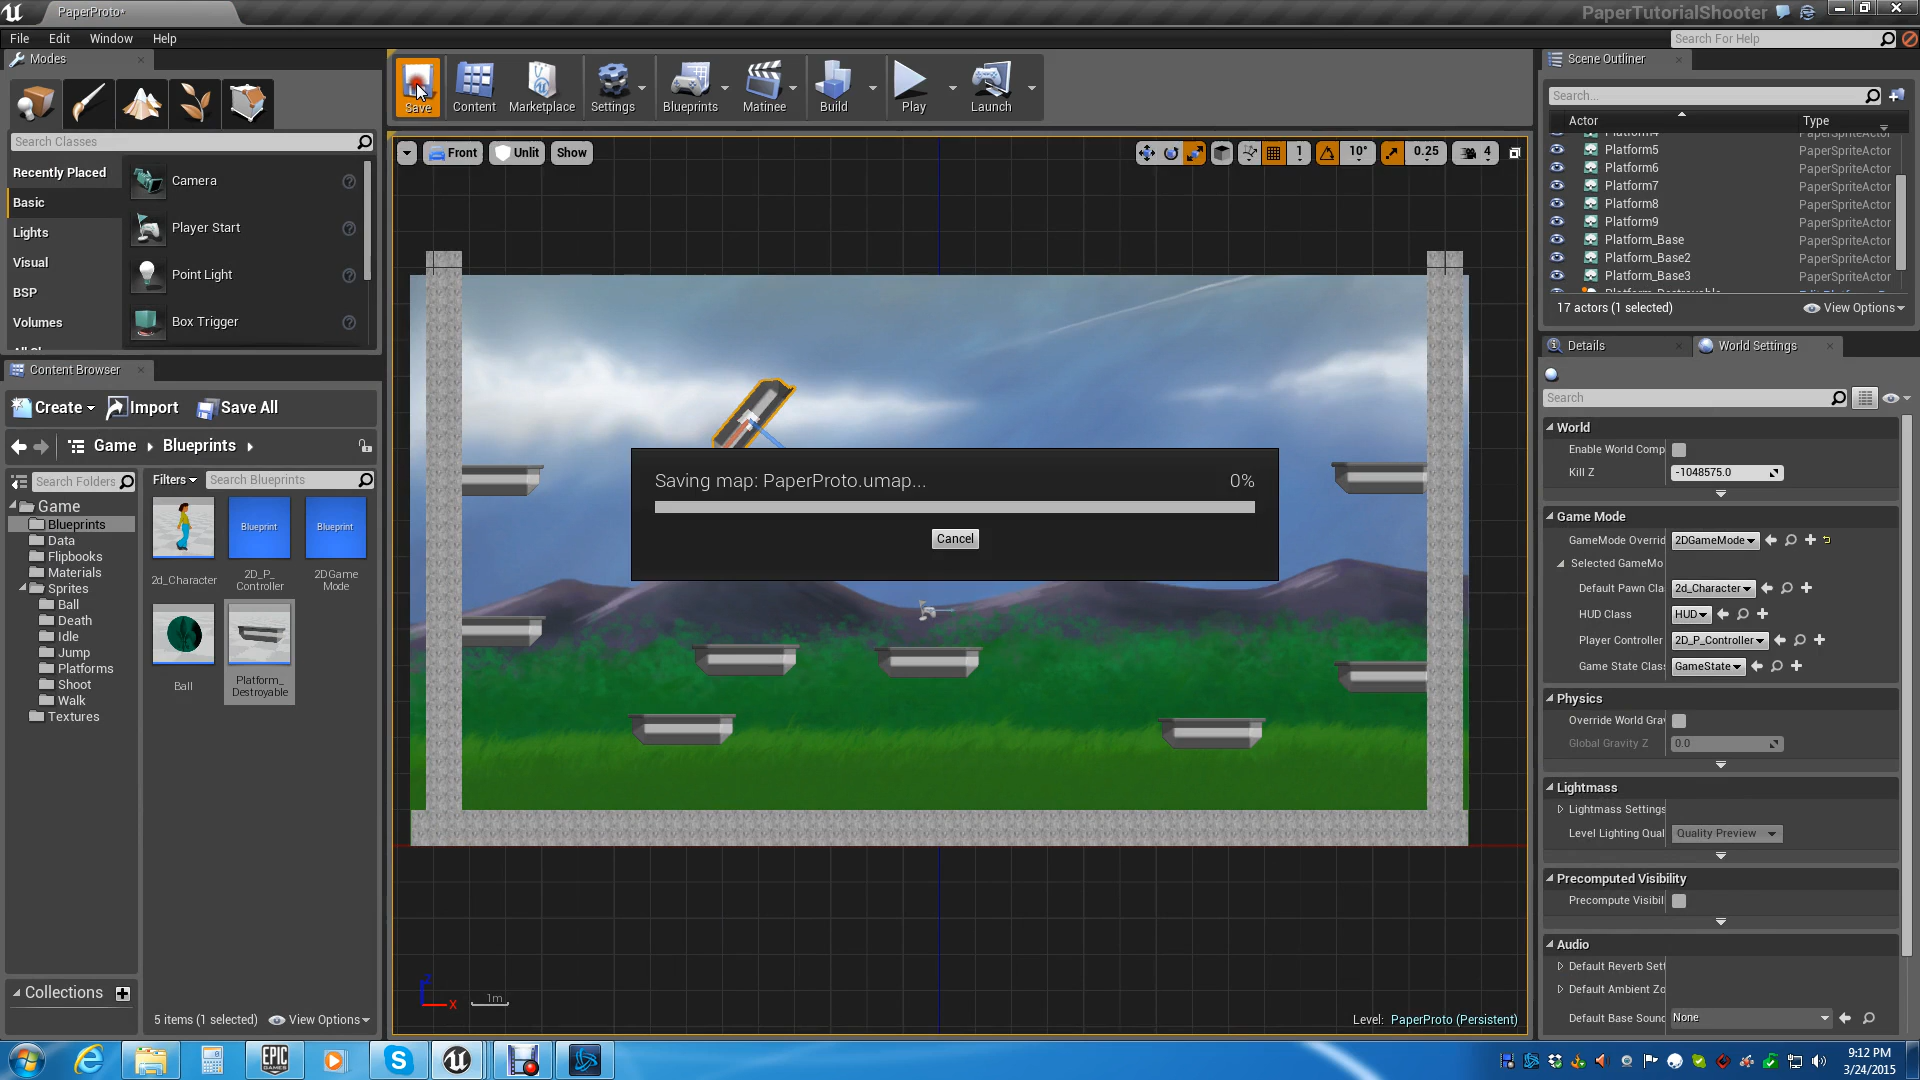 PaperProto*
PaperTutorialShooter
File Edit Window Help
Search For Help
Modes
Search Classes
Recently Placed
Basic
Lights
Visual
BSP
Volumes
Camera
Player Start
Point Light
Box Trigger
Save
Content
Marketplace
Settings
Blueprints
Matinee
Build
Play
Launch
Front
Unlit
Show
1
10°
0.25
4
Saving map: PaperProto.umap... 0%
Cancel
1m
Z
X
Level: PaperProto (Persistent)
Content Browser
Create Import Save All
Game Blueprints
Search Folders
Filters Search Blueprints
Game
Blueprints
Data
Flipbooks
Materials
Sprites
Ball
Death
Idle
Jump
Platforms
Shoot
Walk
Textures
Blueprint
Blueprint
2d_Character
2D_P_
Controller
2DGame
Mode
Ball
Platform_
Destroyable
Collections
5 items (1 selected) View Options
Scene Outliner
Search...
Actor Type
Platform4 PaperSpriteActor
Platform5 PaperSpriteActor
Platform6 PaperSpriteActor
Platform7 PaperSpriteActor
Platform8 PaperSpriteActor
Platform9 PaperSpriteActor
Platform_Base PaperSpriteActor
Platform_Base2 PaperSpriteActor
Platform_Base3 PaperSpriteActor
17 actors (1 selected) View Options
Details
World Settings
Search
World
Enable World Comp
Kill Z -1048575.0
Game Mode
GameMode Overrid 2DGameMode
Selected GameMo
Default Pawn Cla 2d_Character
HUD Class HUD
Player Controller 2D_P_Controller
Game State Clas GameState
Physics
Override World Gra
Global Gravity Z 0.0
Lightmass
Lightmass Settings
Level Lighting Qual Quality Preview
Precomputed Visibility
Precompute Visibil
Audio
Default Reverb Sett
Default Ambient Zo
Default Base Soun None
EPIC
GAMES
9:12 PM
3/24/2015